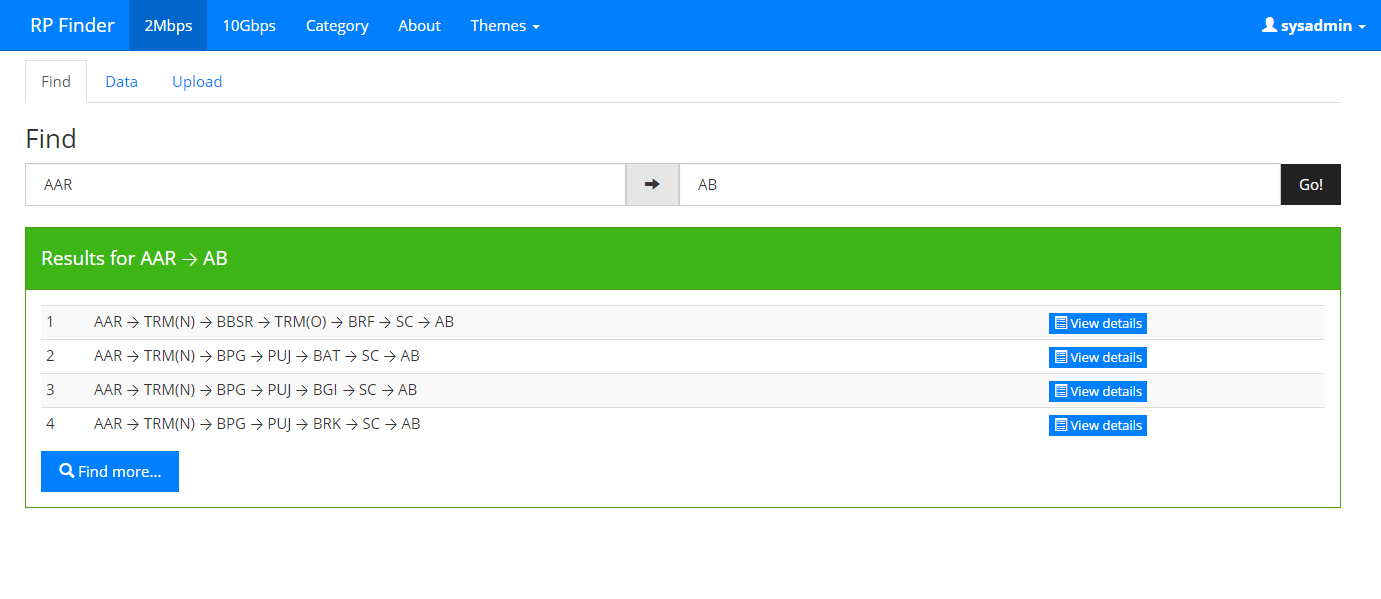 RP Finder 2Mbps 10Gbps Category About Themes sysadmin
Find Data Upload
Find
AAR → AB Go!
Results for AAR → AB
1 AAR → TRM(N) → BBSR → TRM(O) → BRF → SC → AB View details
2 AAR → TRM(N) → BPG → PUJ → BAT → SC → AB View details
3 AAR → TRM(N) → BPG → PUJ → BGI → SC → AB View details
4 AAR → TRM(N) → BPG → PUJ → BRK → SC → AB View details
Find more...